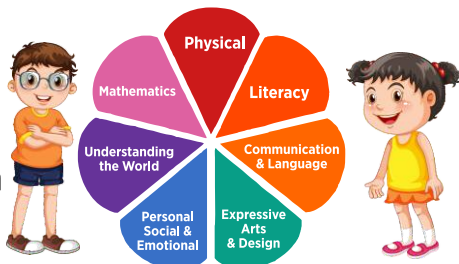 Physical
Literacy
Communication
& Language
Expressive
Arts
& Design
Personal
Social &
Emotional
Understanding
the World
Mathematics